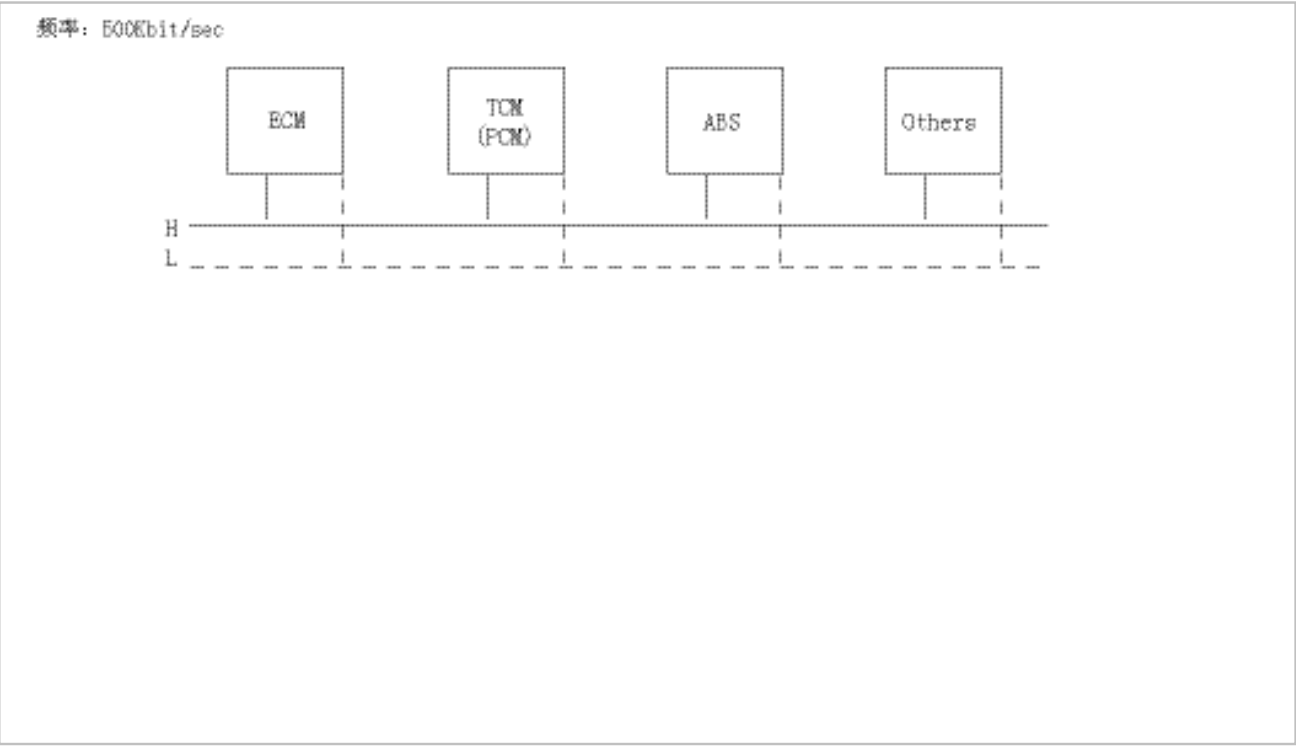 频率: 500Kbit/sec
ECM
TCM
(PCM)
ABS
Others
H
L